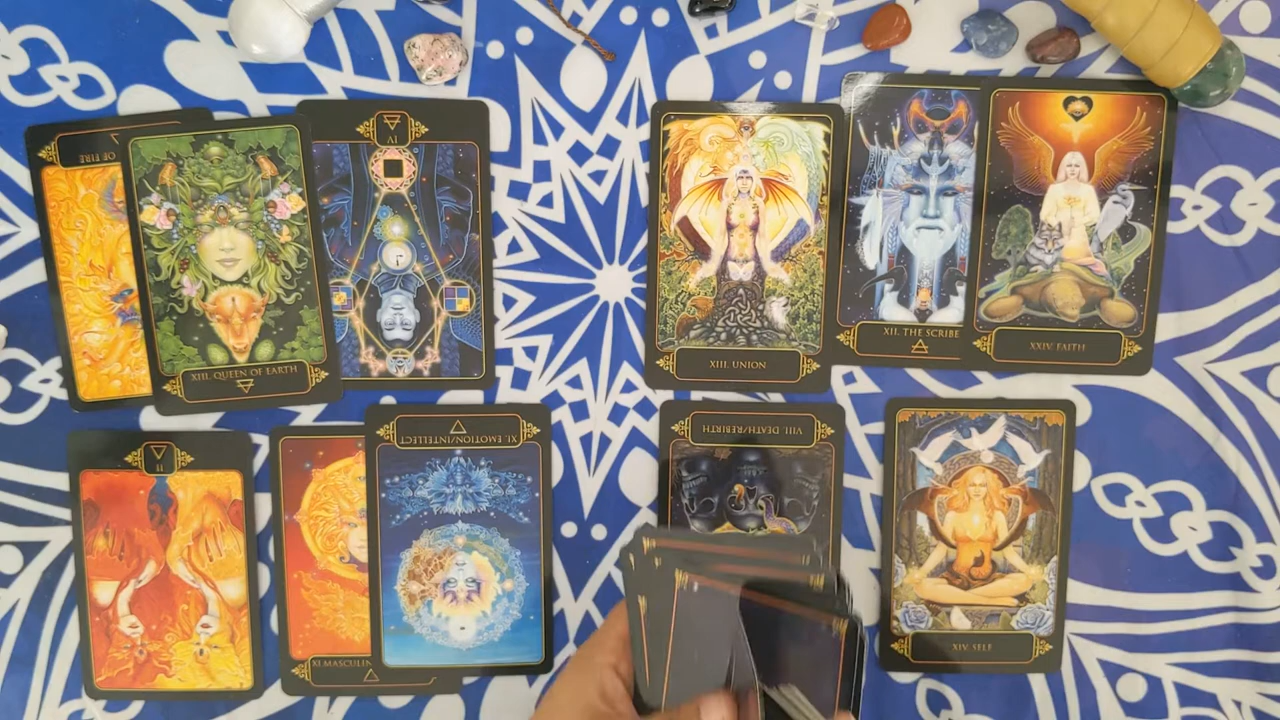 OF FIRE
XIII. QUEEN OF EARTH
IV
XIII. UNION
XII. THE SCRIBE
XXIV. FAITH
II
XI MASCULIN
XI. EMOTION/INTELLECT
VIII. DEATH/REBIRTH
XIV. SELF